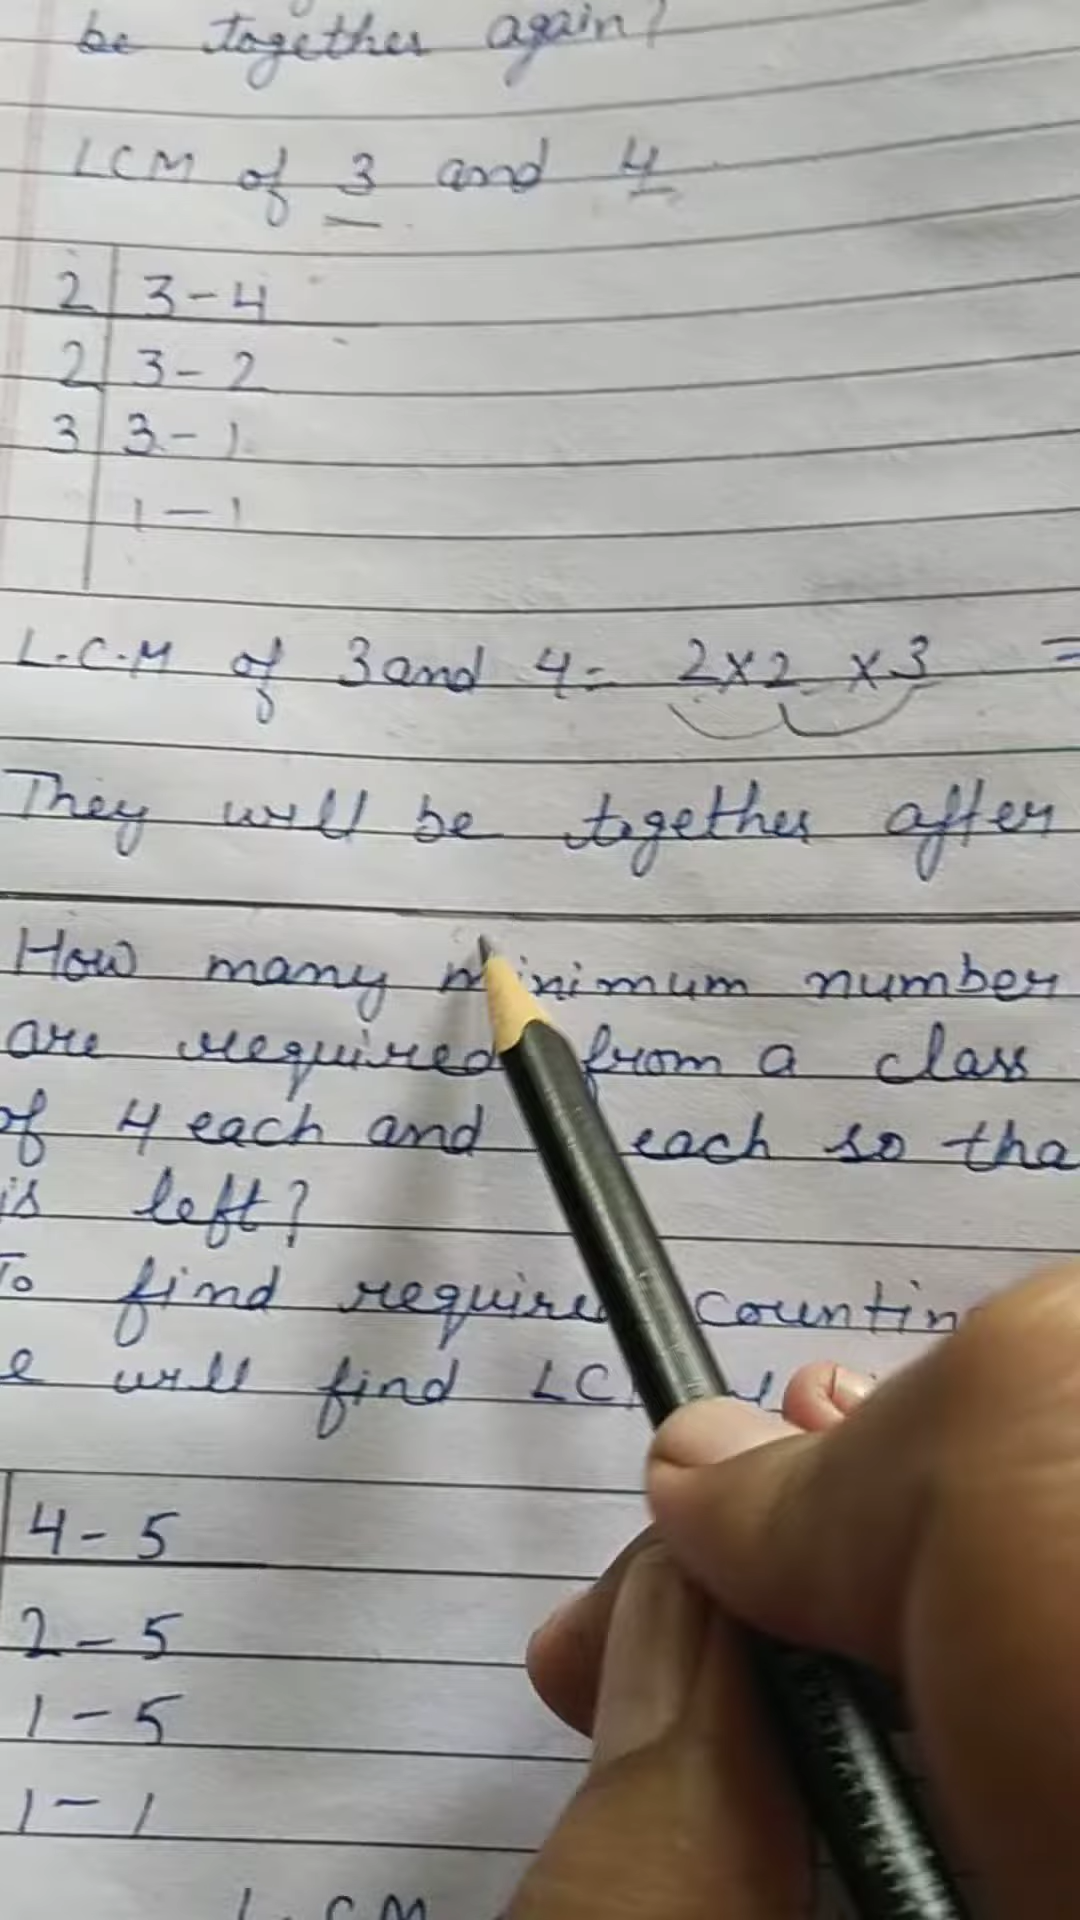 be together again?
LCM of 3 and 4
2 3-4
2 3-2
3 3-1
1-1
L.C.M of 3 and 4= 2x2 x3 =
They will be together after
How many minimum number
are required from a class
of 4 each and each so tha
is left?
To find required countin
e will find LC
4-5
2-5
1-5
1-1
L.CM